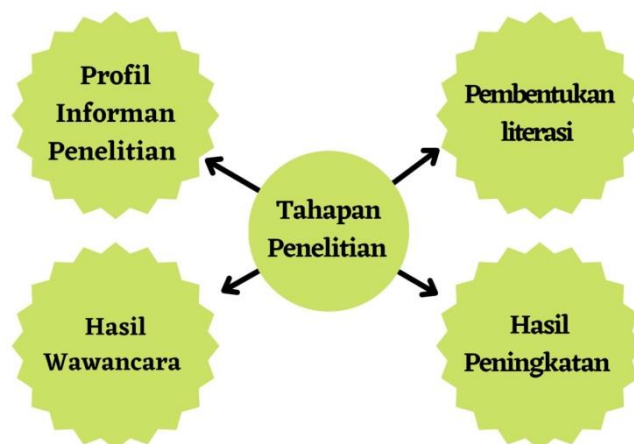 Profil
Informan
Penelitian
Pembentukan
literasi
Tahapan
Penelitian
Hasil
Wawancara
Hasil
Peningkatan